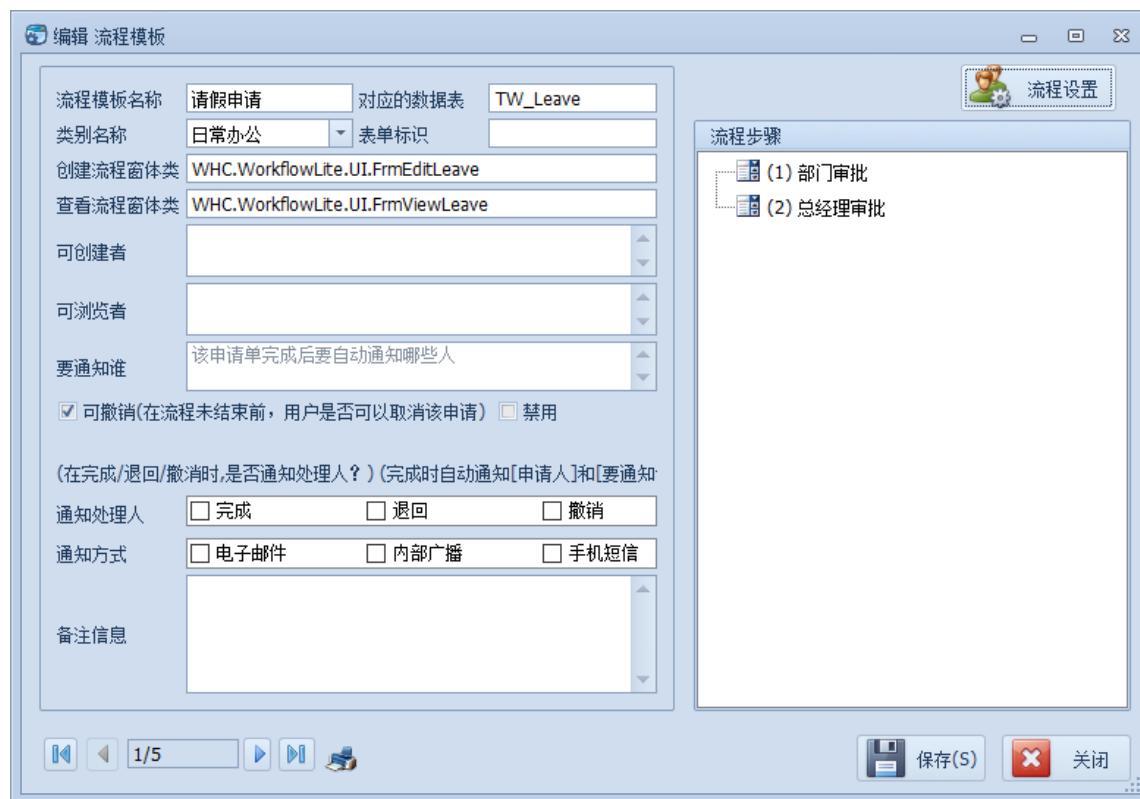 编辑 流程模板
流程模板名称 请假申请 对应的数据表 TW_Leave
类别名称 日常办公 表单标识
创建流程窗体类 WHC.WorkflowLite.UI.FrmEditLeave
查看流程窗体类 WHC.WorkflowLite.UI.FrmViewLeave
可创建者
可浏览者
要通知谁 该申请单完成后要自动通知哪些人
可撤销(在流程未结束前，用户是否可以取消该申请) 禁用
(在完成/退回/撤消时,是否通知处理人？)(完成时自动通知[申请人]和[要通知
通知处理人 完成 退回 撤销
通知方式 电子邮件 内部广播 手机短信
备注信息
流程设置
流程步骤
(1) 部门审批
(2) 总经理审批
1/5
保存(S) 关闭